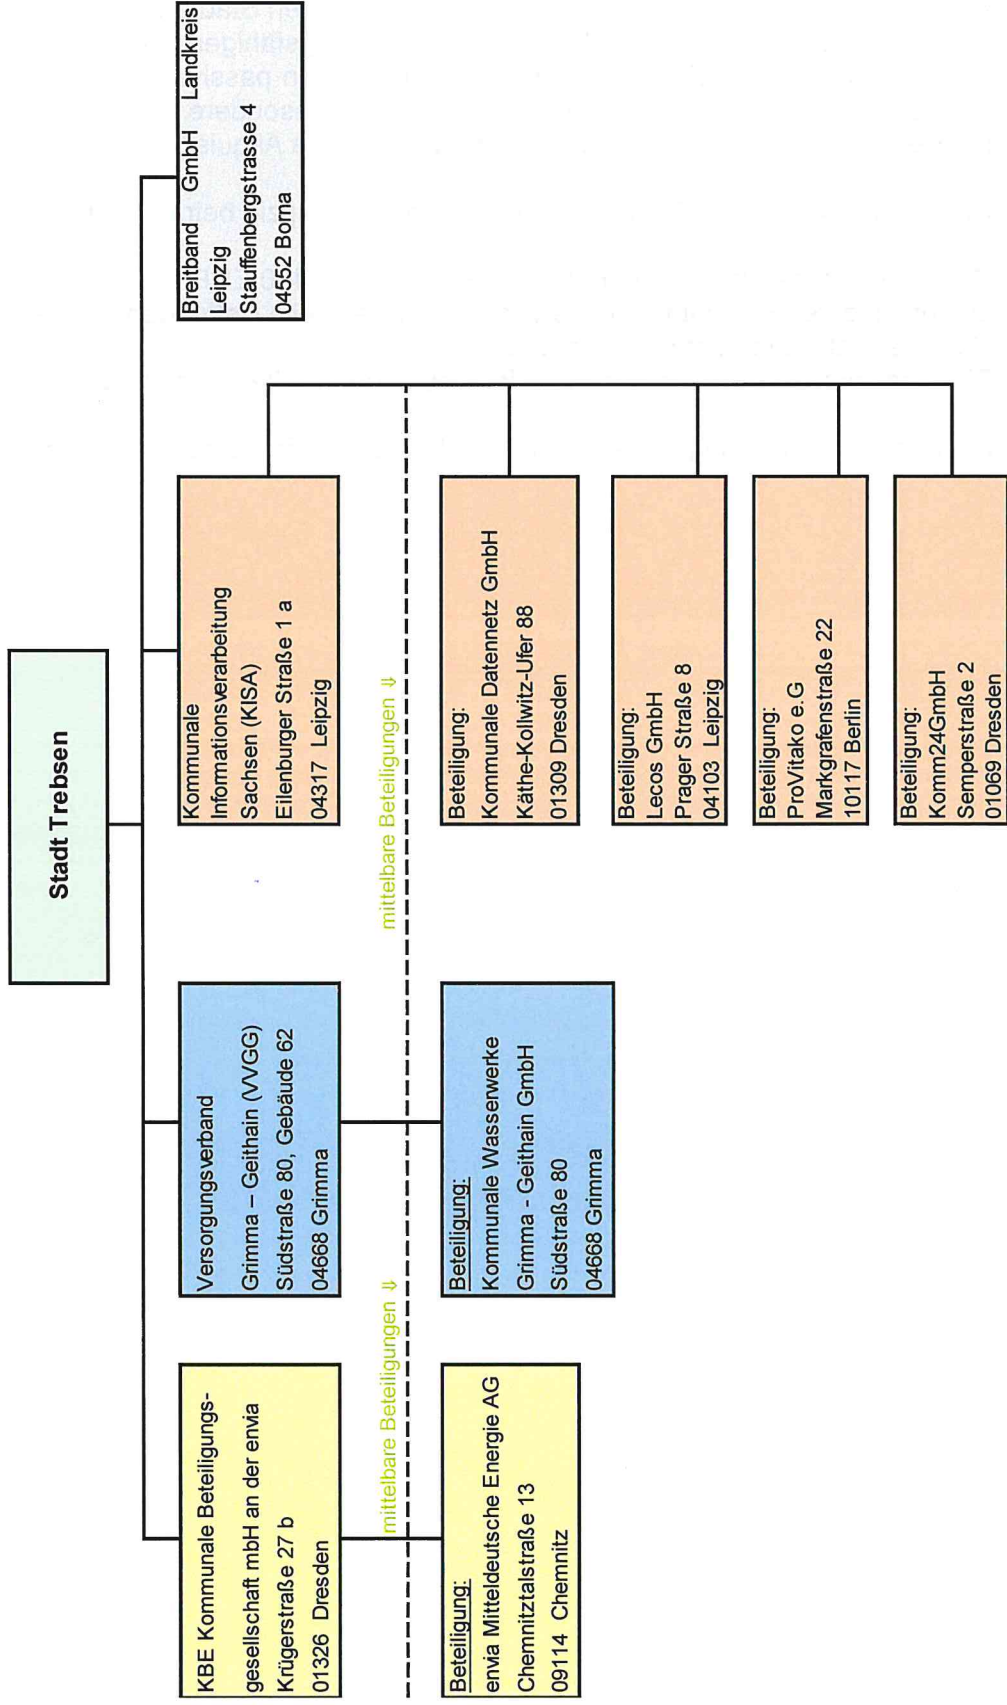 Stadt Trebsen
KBE Kommunale Beteiligungs-
gesellschaft mbH an der envia
Krügerstraße 27 b
01326 Dresden
Versorgungsverband
Grimma – Geithain (VVGG)
Südstraße 80, Gebäude 62
04668 Grimma
Kommunale
Informationsverarbeitung
Sachsen (KISA)
Eilenburger Straße 1 a
04317 Leipzig
Breitband GmbH Landkreis
Leipzig
Stauffenbergstrasse 4
04552 Borna
mittelbare Beteiligungen ⇓
mittelbare Beteiligungen ⇓
Beteiligung:
envia Mitteldeutsche Energie AG
Chemnitztalstraße 13
09114 Chemnitz
Beteiligung:
Kommunale Wasserwerke
Grimma - Geithain GmbH
Südstraße 80
04668 Grimma
Beteiligung:
Kommunale Datennetz GmbH
Käthe-Kollwitz-Ufer 88
01309 Dresden
Beteiligung:
Lecos GmbH
Prager Straße 8
04103 Leipzig
Beteiligung:
ProVitako e.G
Markgrafenstraße 22
10117 Berlin
Beteiligung:
Komm24GmbH
Semperstraße 2
01069 Dresden